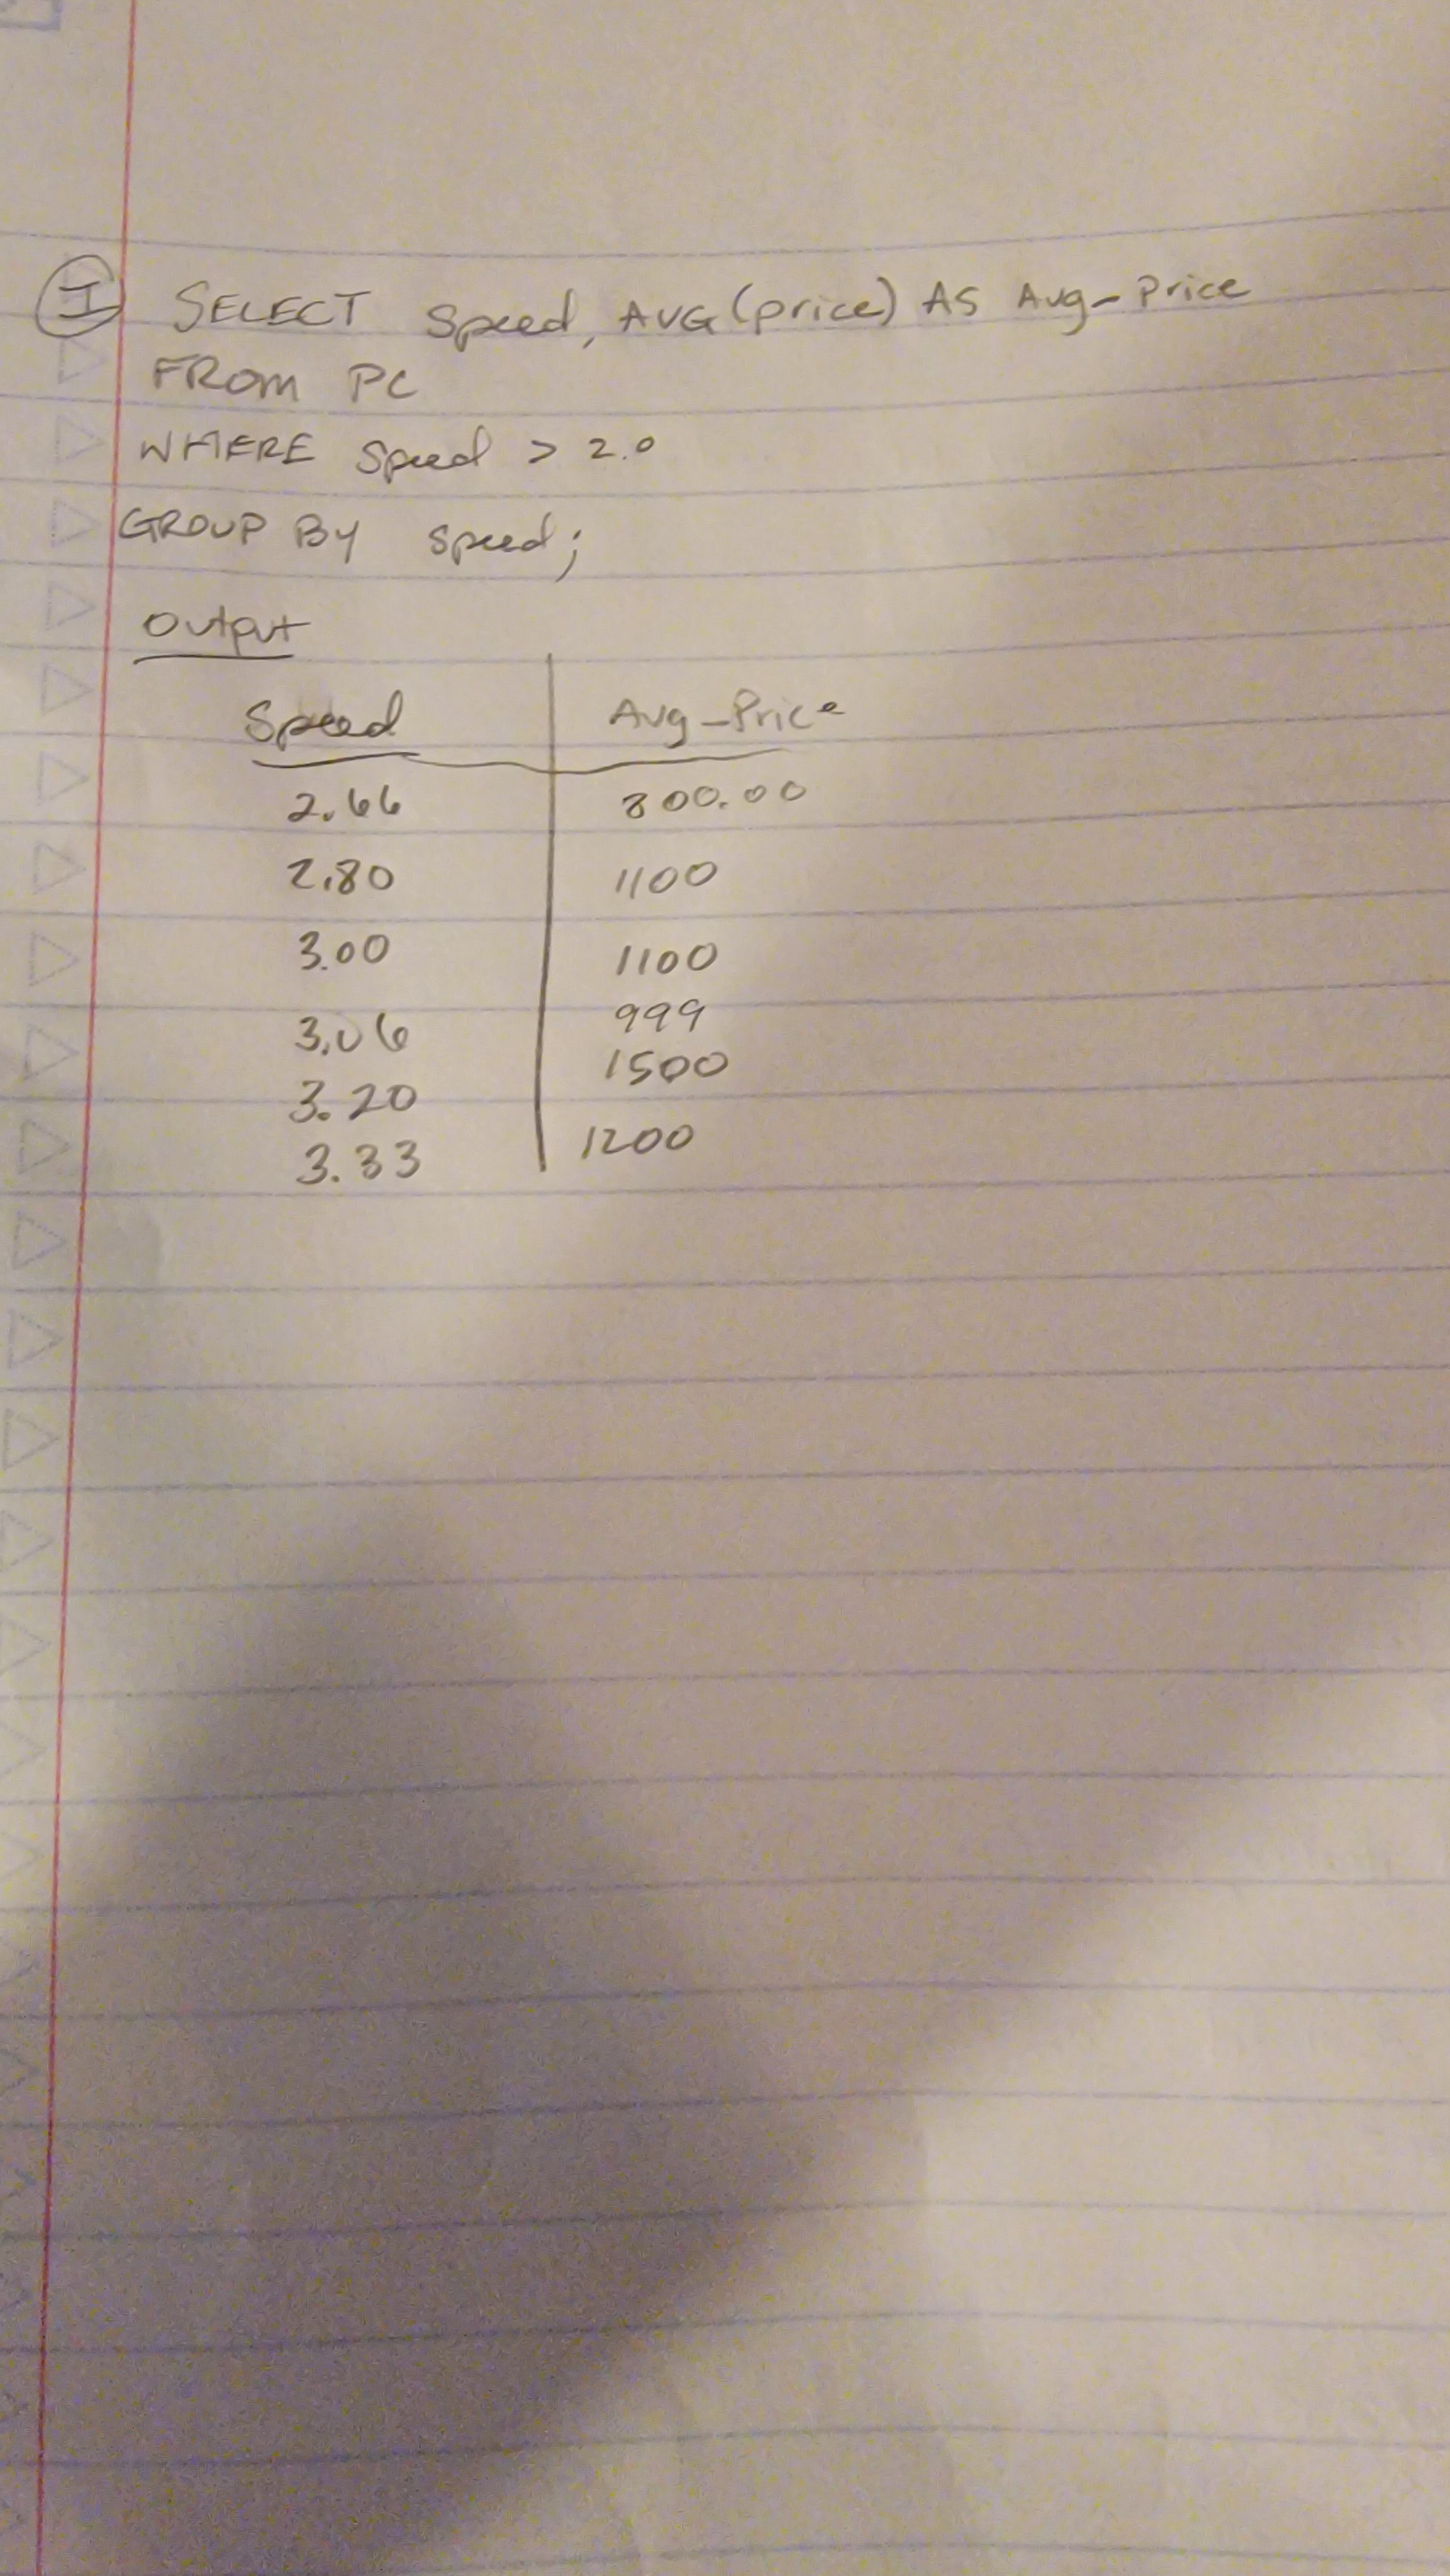 I SELECT Speed, AVG(price) AS Avg-Price
FROM PC
WHERE Speed > 2.0
GROUP BY Speed;
Output
Speed Avg-Price
2.66 800.00
2.80 1100
3.00 1100
3.06 999
3.20 1500
3.33 1200